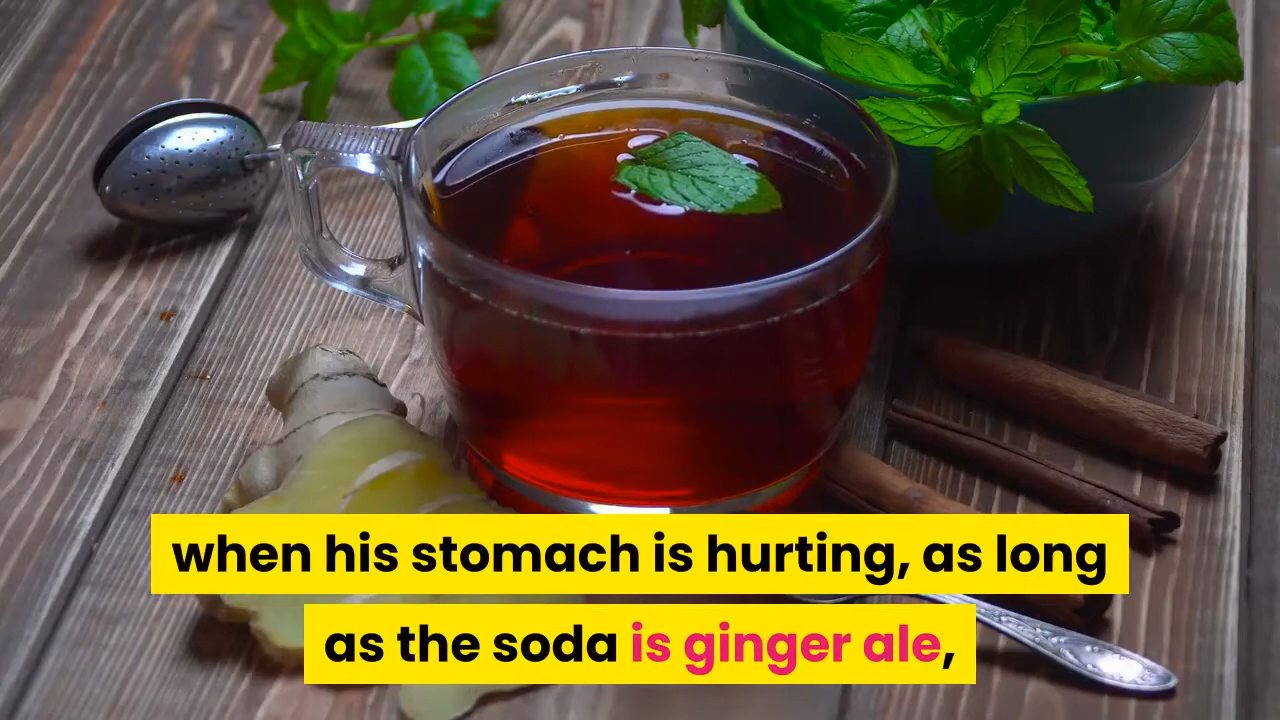 when his stomach is hurting, as long
as the soda is ginger ale,